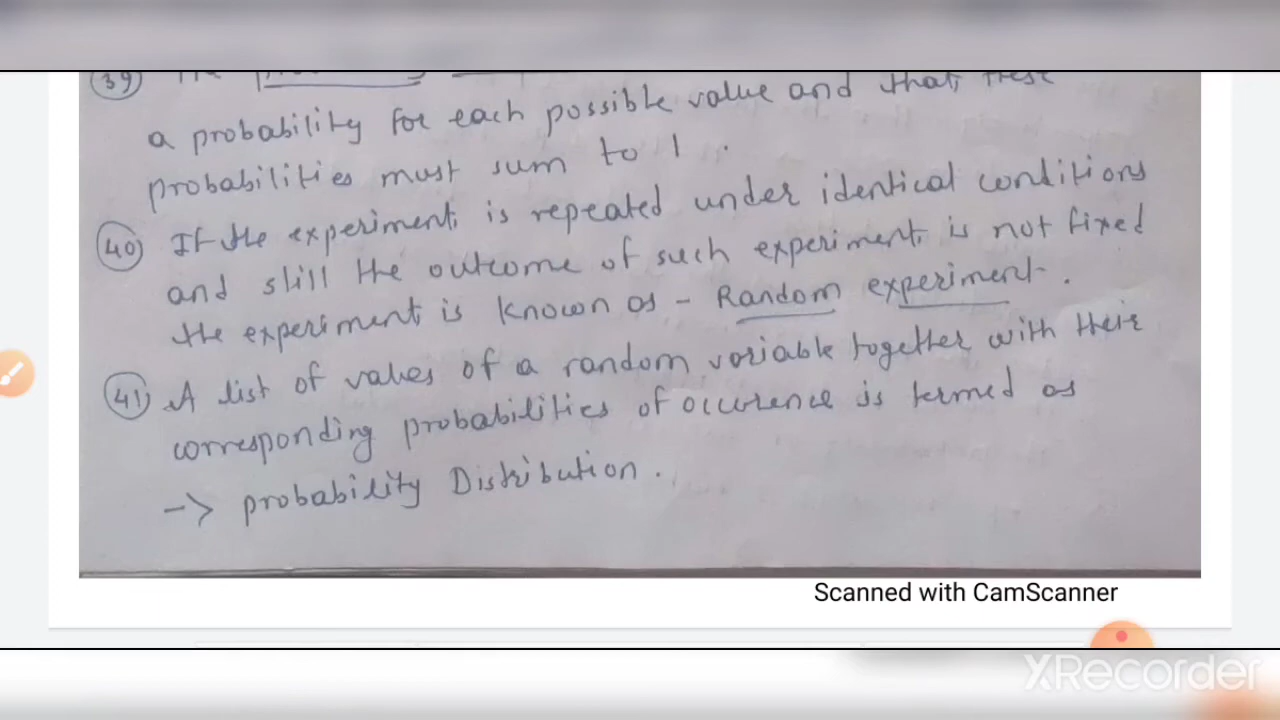 39) The
a probability for each possible value and that, these
probabilities must sum to 1.
40) If the experiment, is repeated under identical conditions
and still the outcome of such experiment, is not fixed
the experiment is known as - Random experiment.
41) A list of values of a random variable together with their
corresponding probabilities of occurence is termed as
-> probability Distribution.
Scanned with CamScanner
XRecorder